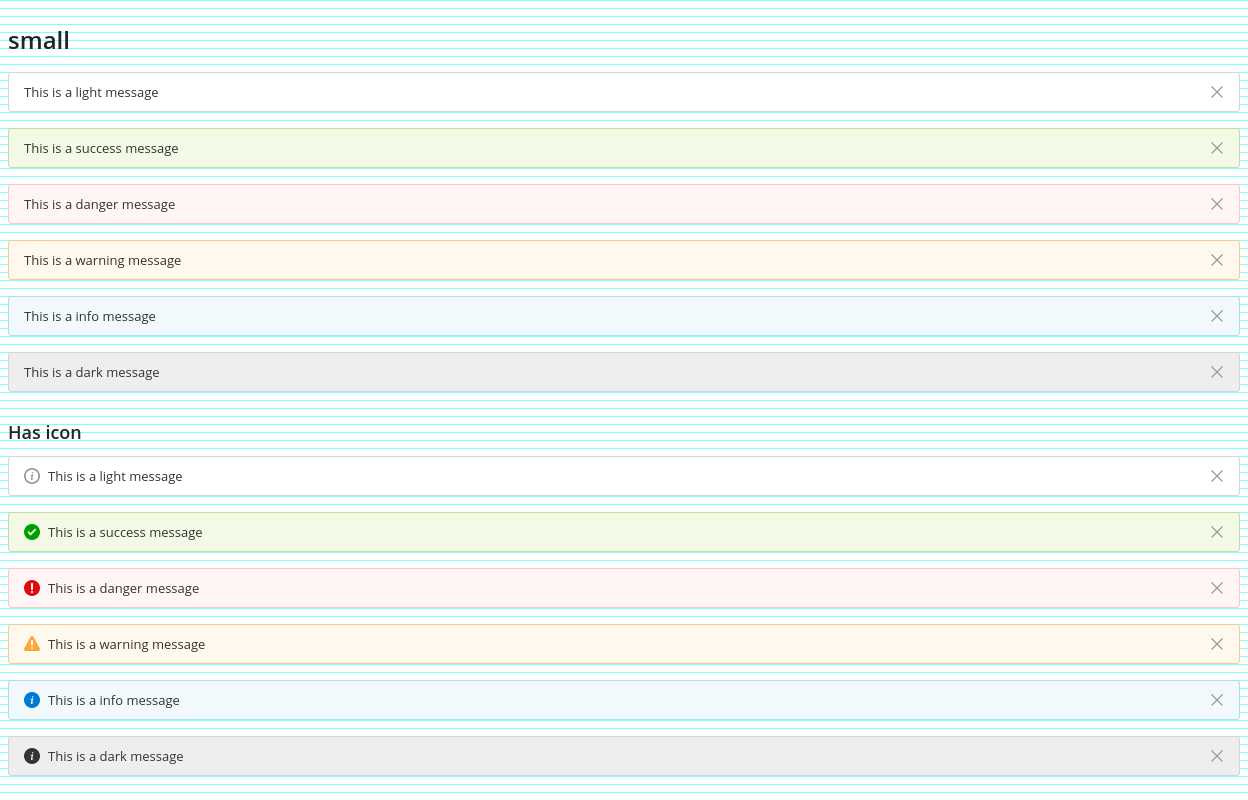 small
This is a light message
This is a success message
This is a danger message
This is a warning message
This is a info message
This is a dark message
Has icon
This is a light message
This is a success message
This is a danger message
This is a warning message
This is a info message
This is a dark message